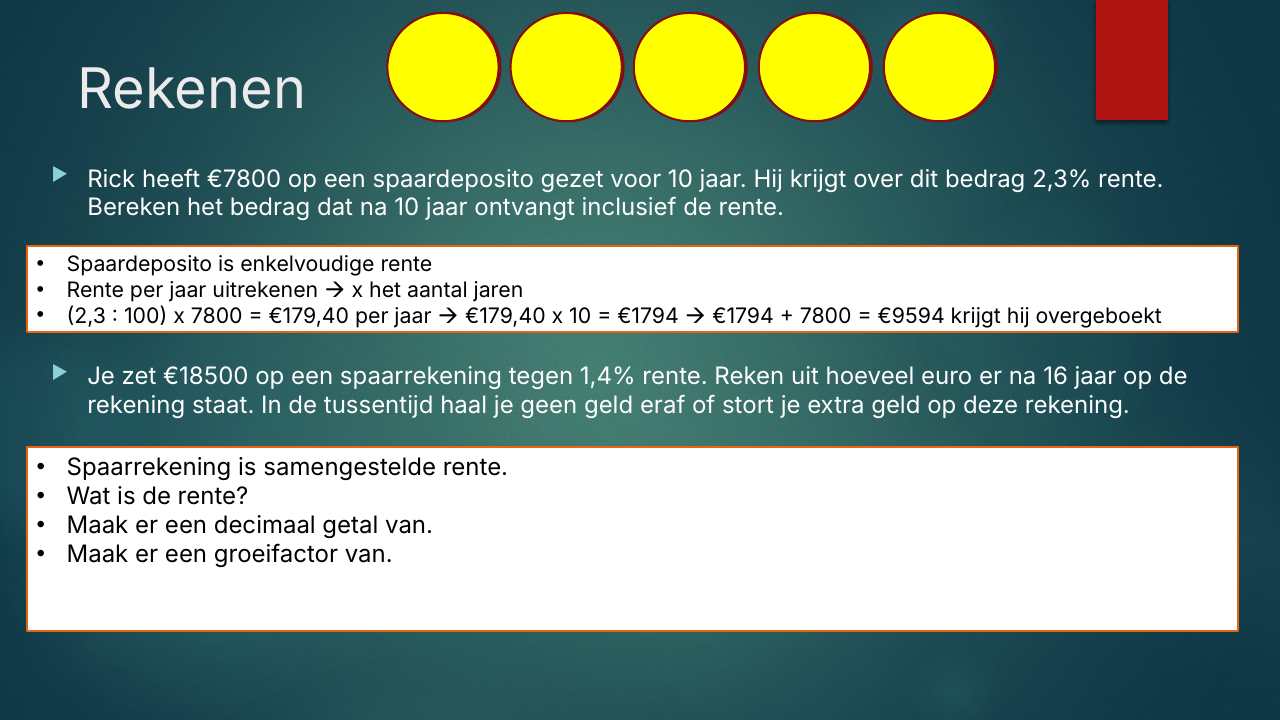 Rekenen
Rick heeft €7800 op een spaardeposito gezet voor 10 jaar. Hij krijgt over dit bedrag 2,3% rente.
Bereken het bedrag dat na 10 jaar ontvangt inclusief de rente.
• Spaardeposito is enkelvoudige rente
• Rente per jaar uitrekenen → x het aantal jaren
• (2,3 : 100) x 7800 = €179,40 per jaar → €179,40 x 10 = €1794 → €1794 + 7800 = €9594 krijgt hij overgeboekt
Je zet €18500 op een spaarrekening tegen 1,4% rente. Reken uit hoeveel euro er na 16 jaar op de
rekening staat. In de tussentijd haal je geen geld eraf of stort je extra geld op deze rekening.
• Spaarrekening is samengestelde rente.
• Wat is de rente?
• Maak er een decimaal getal van.
• Maak er een groeifactor van.